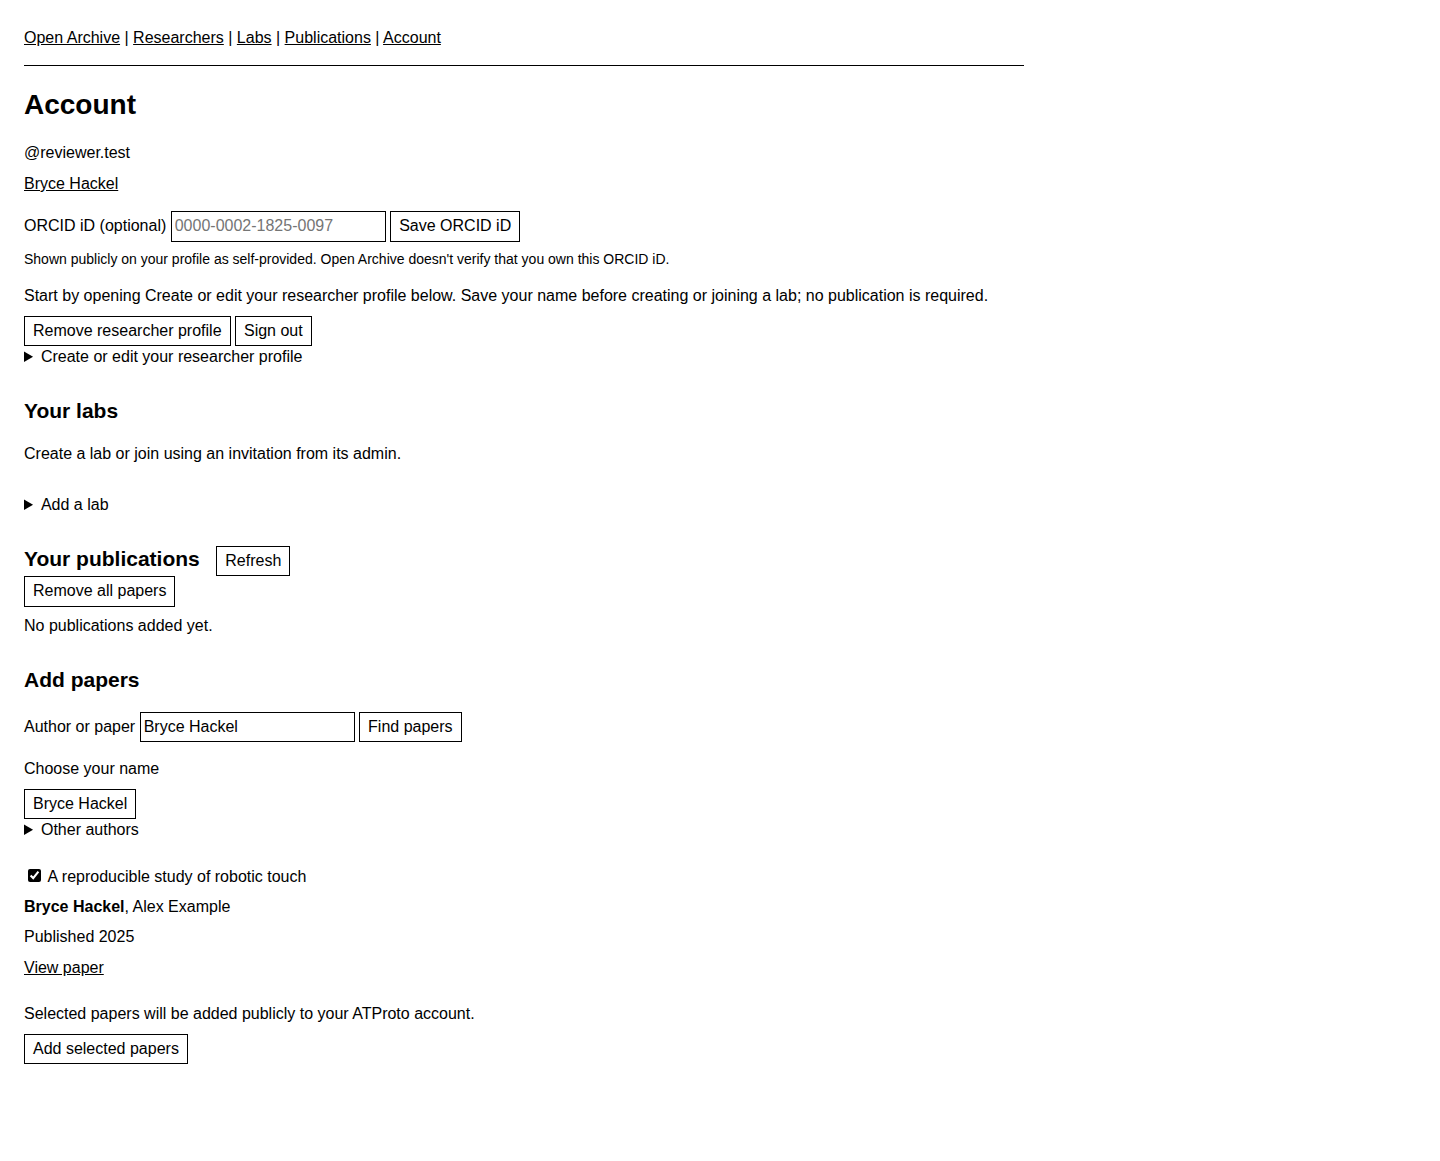 Open Archive | Researchers | Labs | Publications | Account
Account
@reviewer.test
Bryce Hackel
ORCID iD (optional) 0000-0002-1825-0097 Save ORCID iD
Shown publicly on your profile as self-provided. Open Archive doesn't verify that you own this ORCID iD.
Start by opening Create or edit your researcher profile below. Save your name before creating or joining a lab; no publication is required.
Remove researcher profile Sign out
Create or edit your researcher profile
Your labs
Create a lab or join using an invitation from its admin.
Add a lab
Your publications Refresh
Remove all papers
No publications added yet.
Add papers
Author or paper Bryce Hackel Find papers
Choose your name
Bryce Hackel
Other authors
A reproducible study of robotic touch
Bryce Hackel, Alex Example
Published 2025
View paper
Selected papers will be added publicly to your ATProto account.
Add selected papers